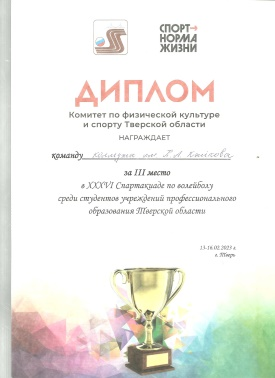 СПОРТ
НОРМА
ЖИЗНИ
ДИПЛОМ
Комитет по физической культуре
и спорту Тверской области
НАГРАЖДАЕТ
команду колледжа им. А.
за III место
в XXXVI Спартакиаде по волейболу
среди студентов учреждений профессионального
образования Тверской области
13-16.02.2023 г.
г. Тверь